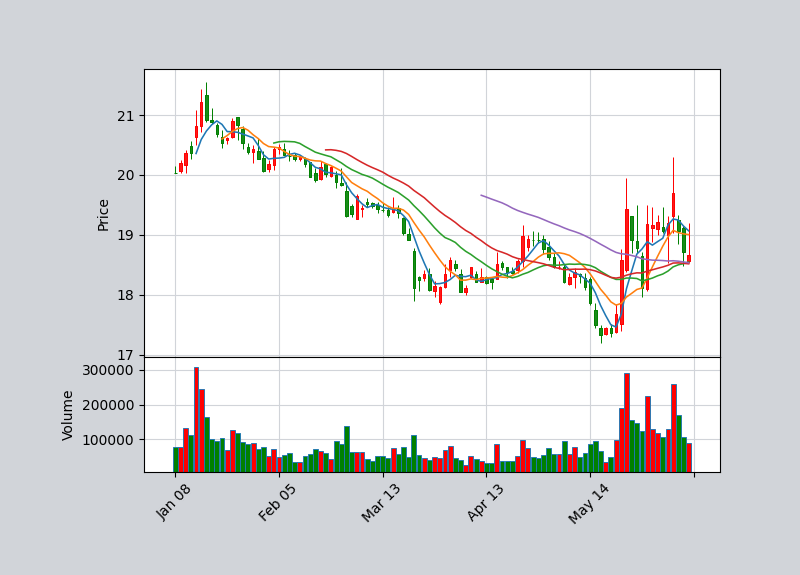 Price
21
20
19
18
17
Volume
300000
200000
100000
Jan 08
Feb 05
Mar 13
Apr 13
May 14